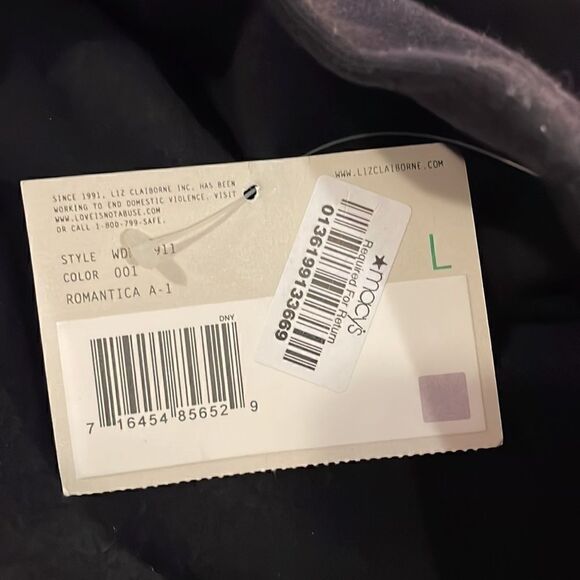 SINCE 1991, LIZ CLAIBORNE INC. HAS BEEN
WORKING TO END DOMESTIC VIOLENCE. VISIT
WWW.LOVEISNOTABUSE.COM
OR CALL 1-800-799-SAFE.
WWW.LIZCLAIBORNE.COM
STYLE 911
COLOR 001
ROMANTICA A-1
L
DNY
7 16454 85652 9
★macy's
Required For Return
0136199133669